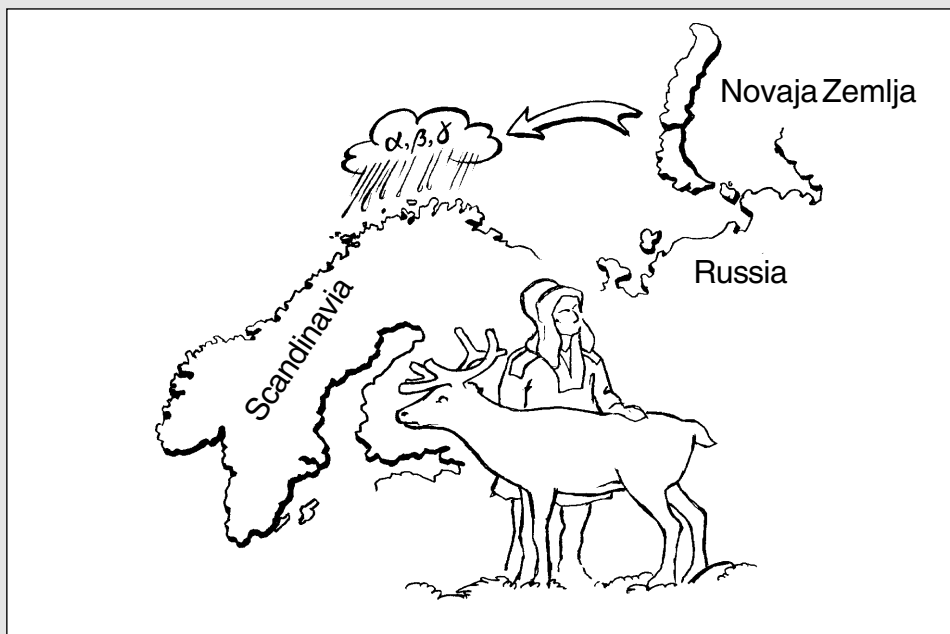 Novaja Zemlja
α, β, γ
Russia
Scandinavia